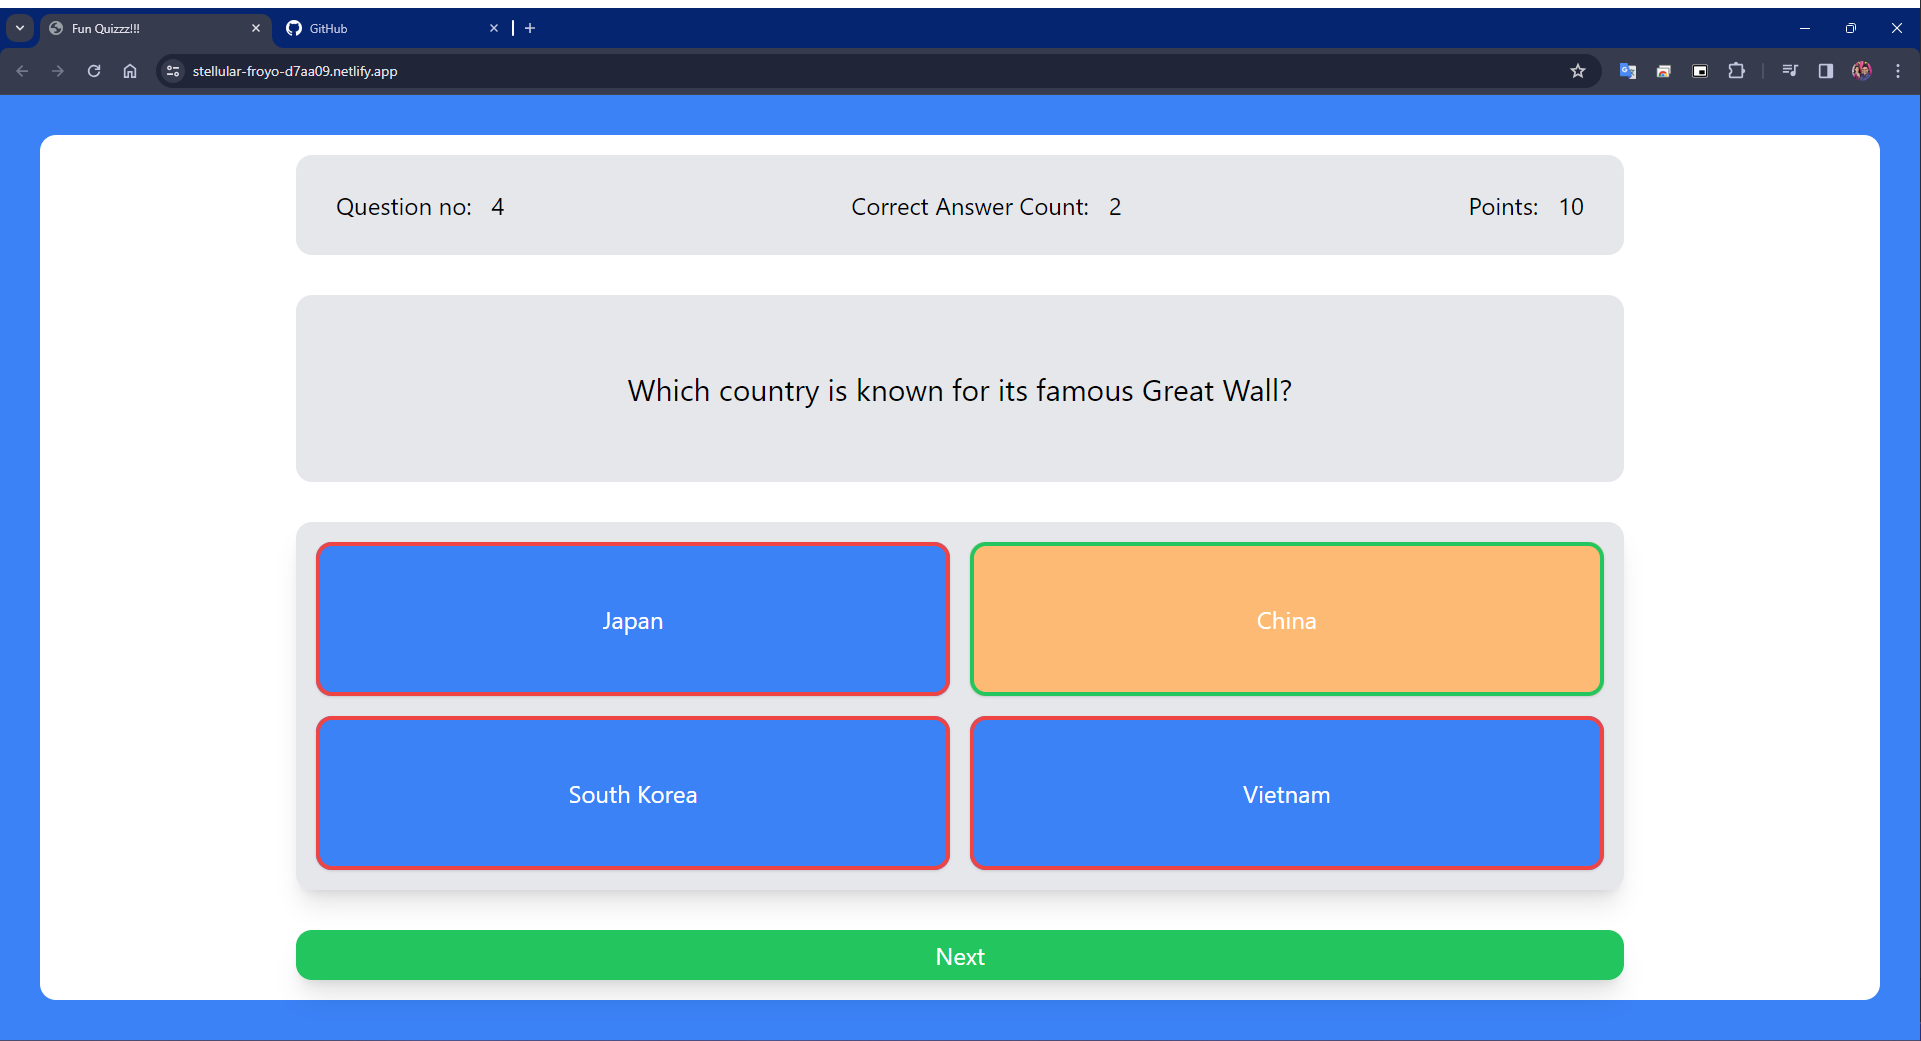 Fun Quizzz!!!
GitHub
stellular-froyo-d7aa09.netlify.app
Question no: 4
Correct Answer Count: 2
Points: 10
Which country is known for its famous Great Wall?
Japan
China
South Korea
Vietnam
Next